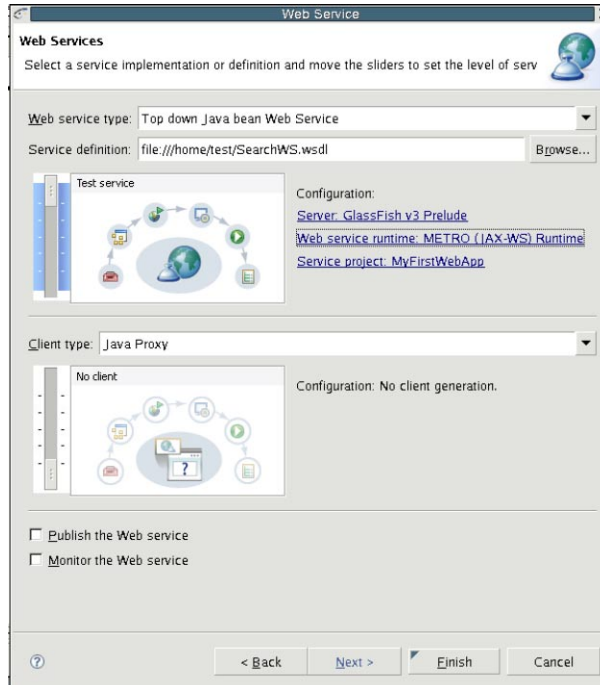 Web Service
Web Services
Select a service implementation or definition and move the sliders to set the level of serv
Web service type: Top down Java bean Web Service
Service definition: file:///home/test/SearchWS.wsdl Browse...
Test service
Configuration:
Server: GlassFish v3 Prelude
Web service runtime: METRO (JAX-WS) Runtime
Service project: MyFirstWebApp
Client type: Java Proxy
No client
Configuration: No client generation.
Publish the Web service
Monitor the Web service
? < Back Next > Finish Cancel